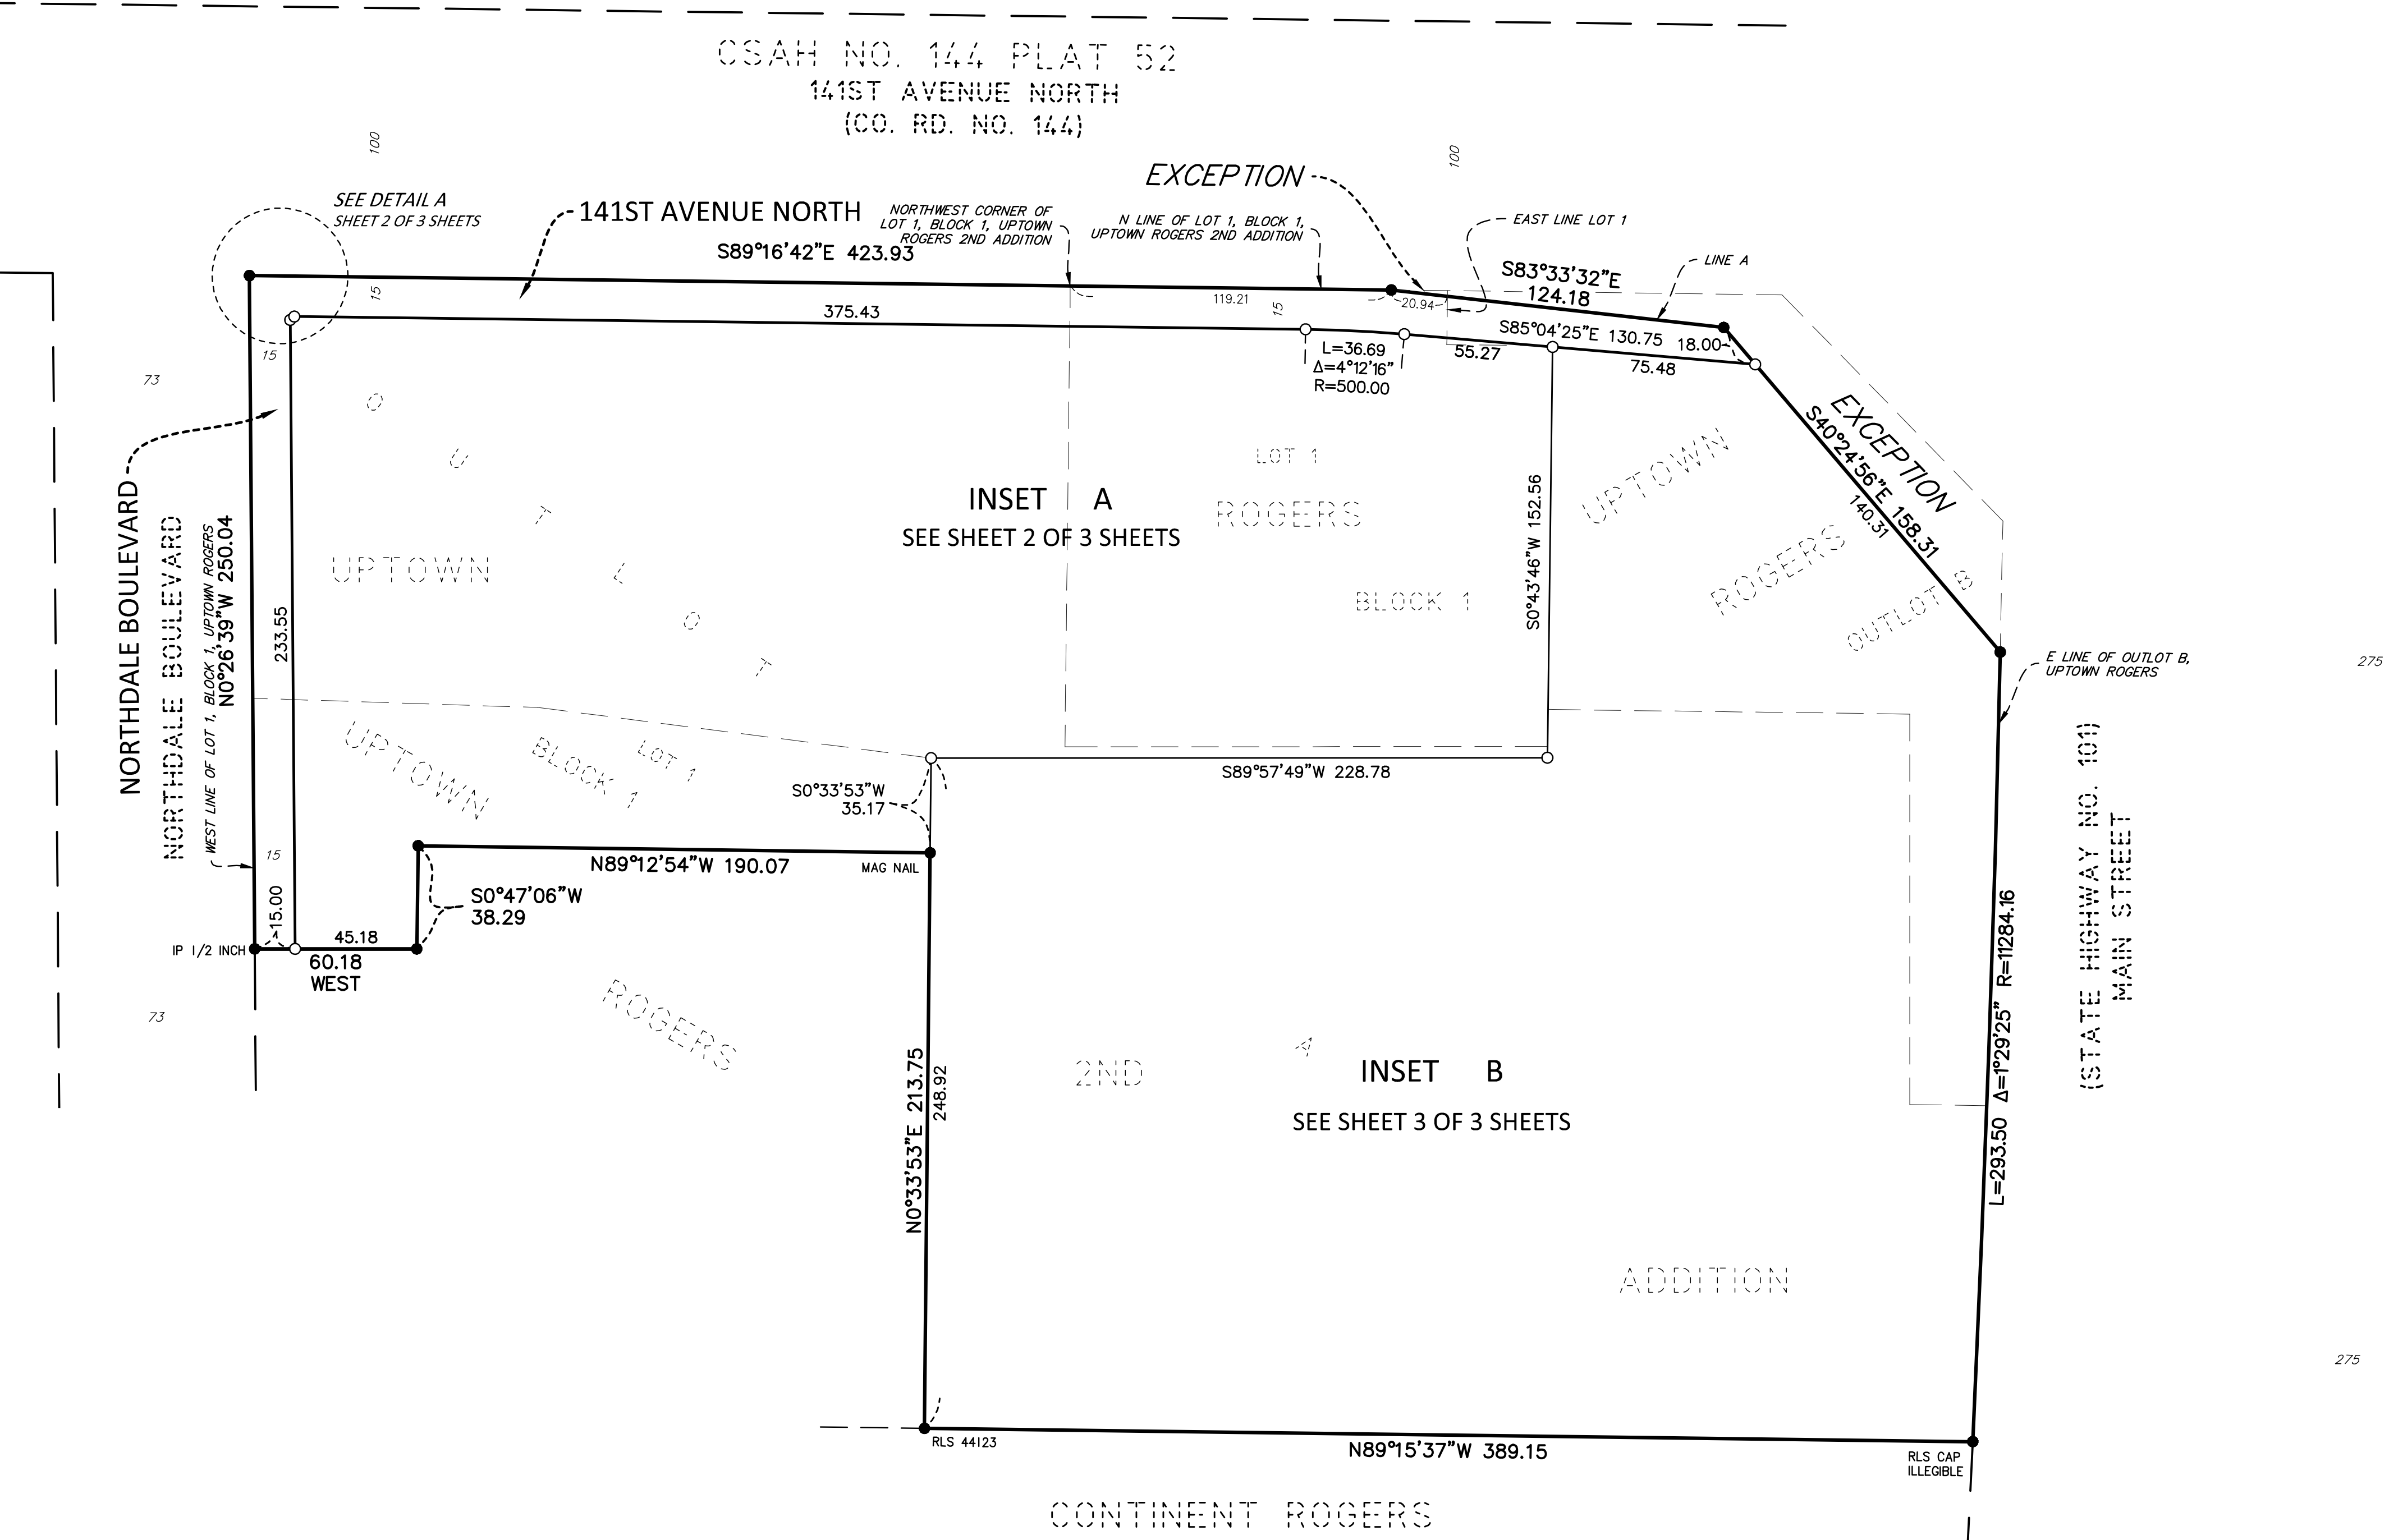 CSAH NO. 144 PLAT 52
141ST AVENUE NORTH
(CO. RD. NO. 144)
100
100
EXCEPTION
SEE DETAIL A
SHEET 2 OF 3 SHEETS
141ST AVENUE NORTH
NORTHWEST CORNER OF
LOT 1, BLOCK 1, UPTOWN
ROGERS 2ND ADDITION
N LINE OF LOT 1, BLOCK 1,
UPTOWN ROGERS 2ND ADDITION
EAST LINE LOT 1
S89°16'42"E 423.93
LINE A
S83°33'32"E
124.18
15
119.21
15
20.94
375.43
S85°04'25"E 130.75
18.00
15
L=36.69
Δ=4°12'16"
R=500.00
55.27
75.48
73
EXCEPTION
S40°24'56"E 158.31
140.31
O U T L O T
LOT 1
UPTOWN
ROGERS
INSET A
SEE SHEET 2 OF 3 SHEETS
ROGERS
S0°43'46"W 152.56
UPTOWN
BLOCK 1
OUTLOT B
NORTHDALE BOULEVARD
NORTHDALE BOULEVARD
WEST LINE OF LOT 1, BLOCK 1, UPTOWN ROGERS
N0°26'39"W 250.04
233.55
E LINE OF OUTLOT B,
UPTOWN ROGERS
275
UPTOWN
BLOCK 1
LOT 1
S0°33'53"W
35.17
S89°57'49"W 228.78
15
N89°12'54"W 190.07
MAG NAIL
15.00
S0°47'06"W
38.29
IP 1/2 INCH
45.18
60.18
WEST
73
ROGERS
(STATE HIGHWAY NO. 101)
MAIN STREET
L=293.50 Δ=1°29'25" R=11284.16
N0°33'53"E 213.75
248.92
2ND
A
INSET B
SEE SHEET 3 OF 3 SHEETS
ADDITION
275
RLS 44123
N89°15'37"W 389.15
RLS CAP
ILLEGIBLE
CONTINENT ROGERS